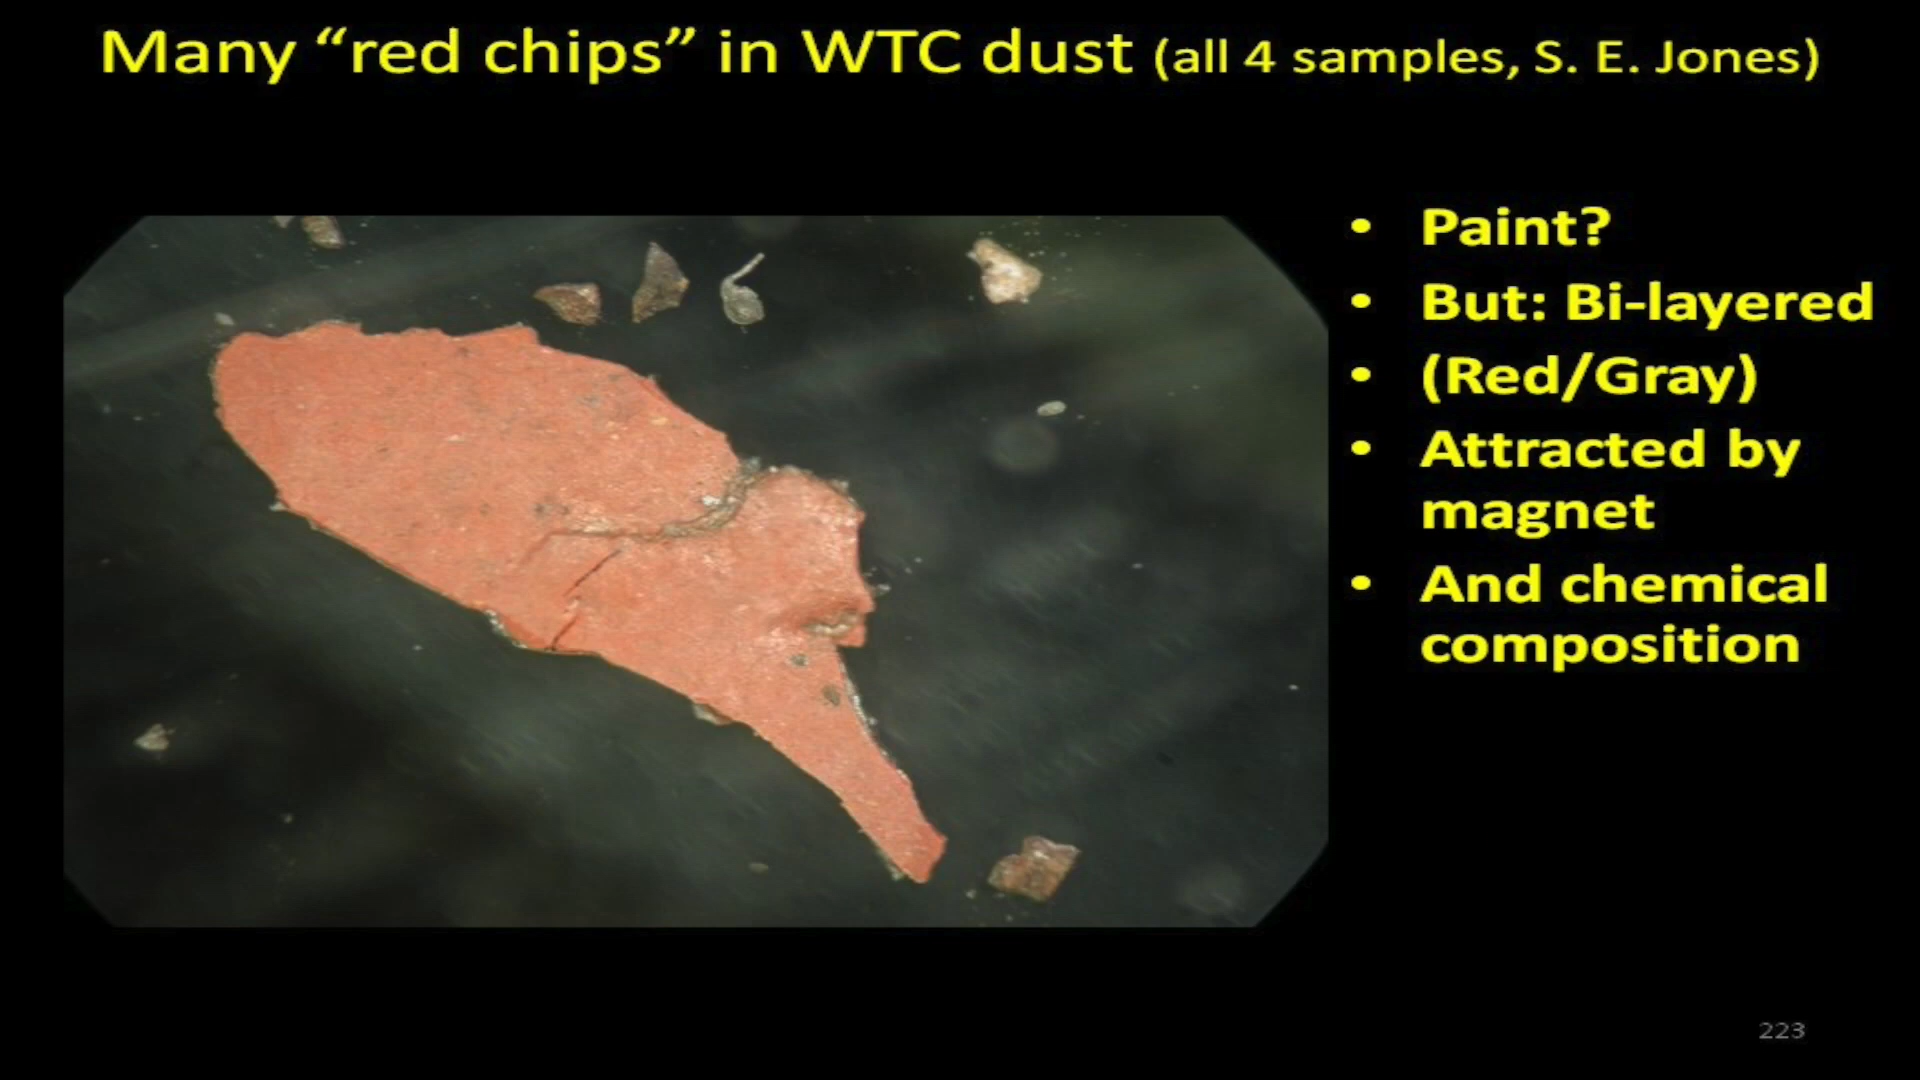 Many “red chips” in WTC dust (all 4 samples, S. E. Jones)
• Paint?
• But: Bi-layered
• (Red/Gray)
• Attracted by
magnet
• And chemical
composition
223